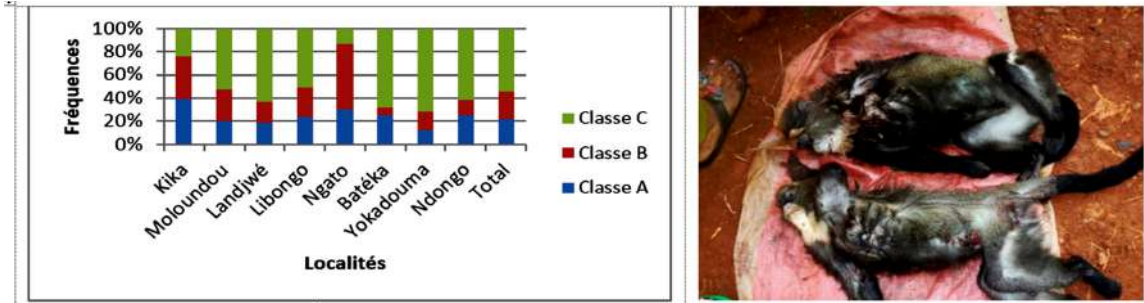 100%
80%
60%
40%
20%
0%
Fréquences
Kika
Moloundou
Landjwé
Libongo
Ngato
Batéka
Yokadouma
Ndongo
Total
Localités
Classe C
Classe B
Classe A